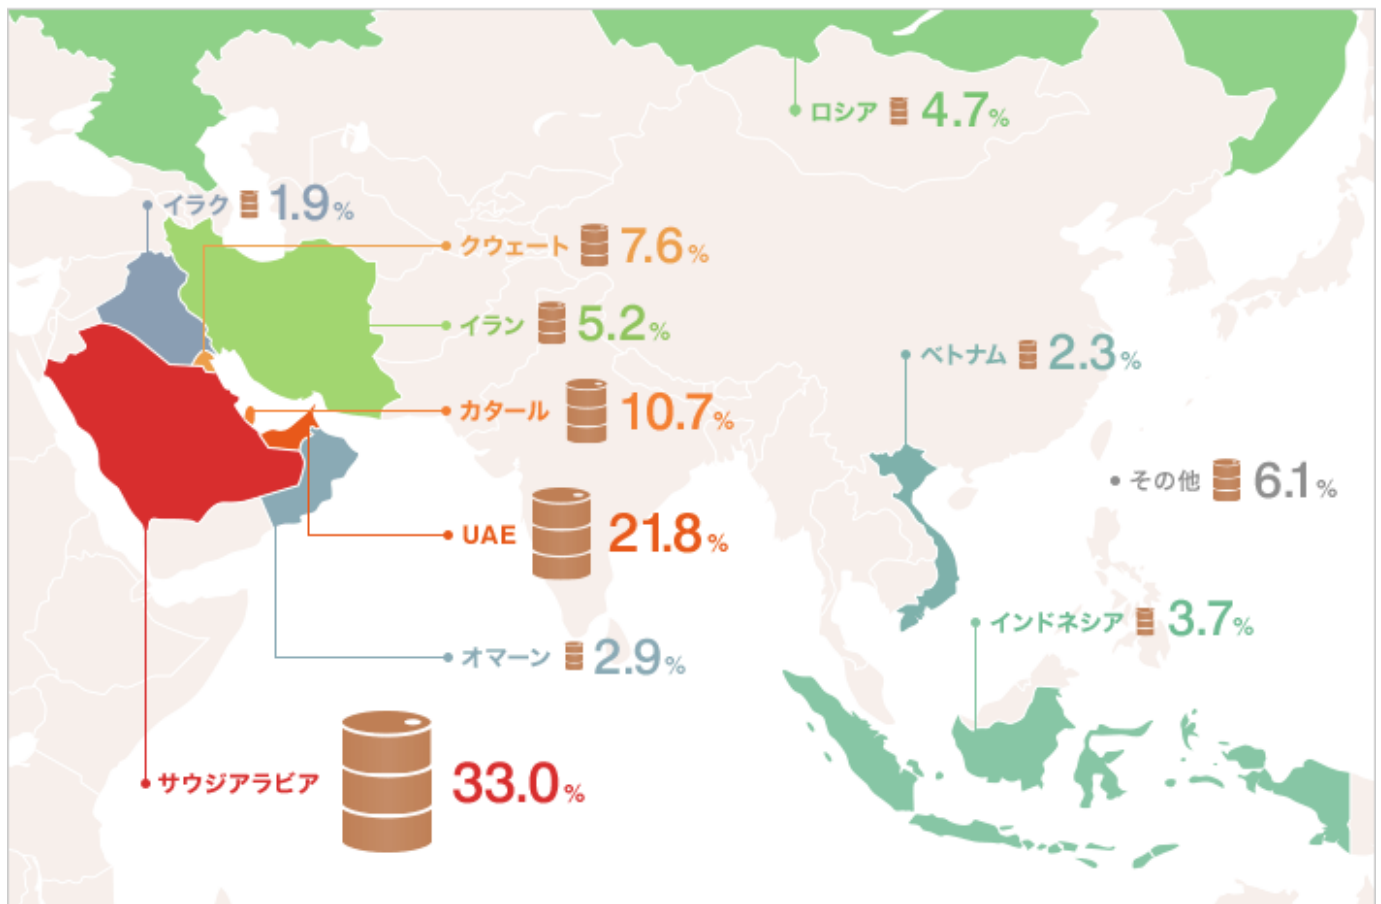 ロシア 4.7%
イラク 1.9%
クウェート 7.6%
イラン 5.2%
ベトナム 2.3%
カタール 10.7%
その他 6.1%
UAE 21.8%
インドネシア 3.7%
オマーン 2.9%
サウジアラビア 33.0%